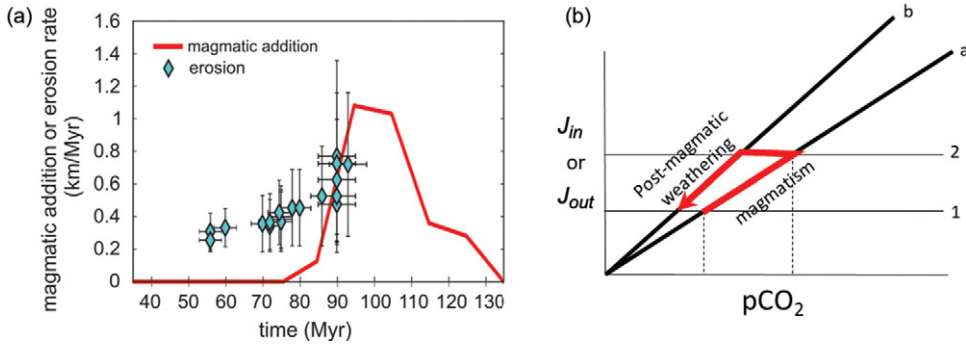 (a)
magmatic addition or erosion rate
(km/Myr)
1.6
1.4
1.2
1
0.8
0.6
0.4
0.2
0
magmatic addition
erosion
40 50 60 70 80 90 100 110 120 130
time (Myr)
(b)
b
a
J_in
or
J_out
Post-magmatic
weathering
magmatism
2
1
pCO₂